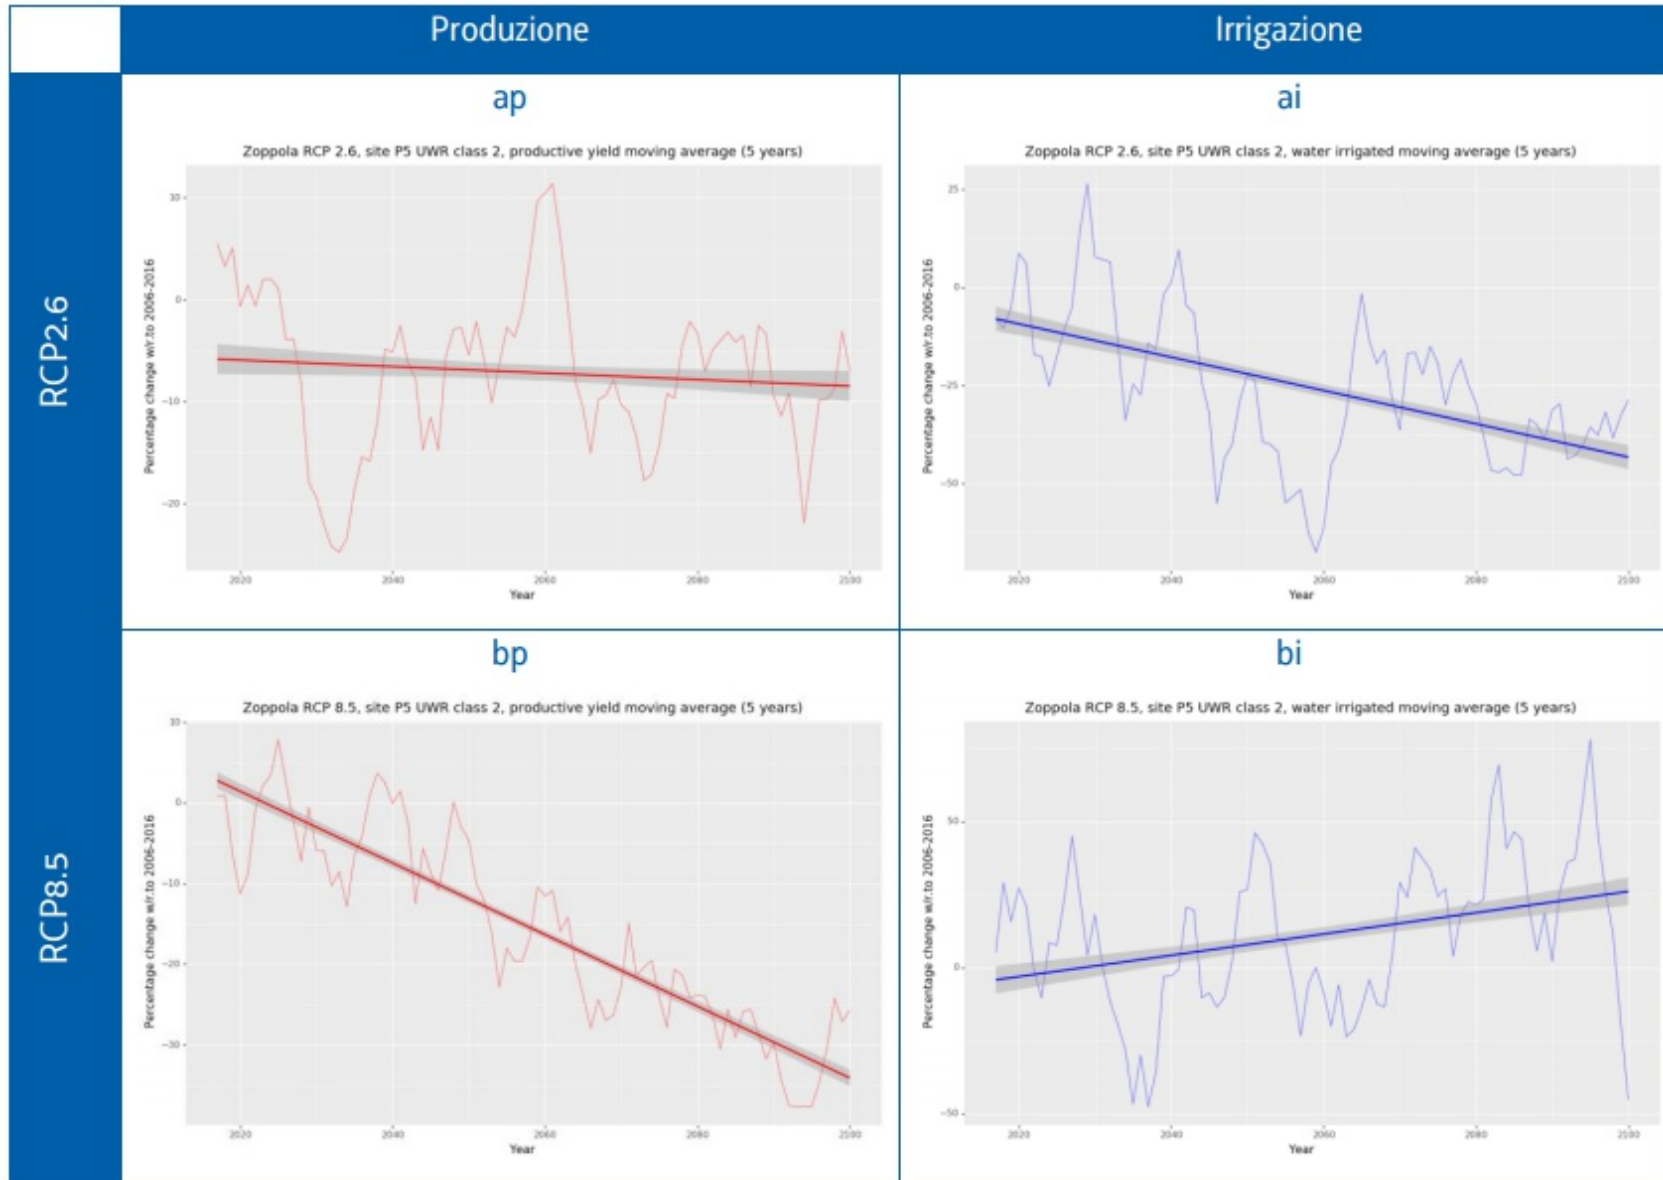 Produzione
Irrigazione
RCP2.6
ap
Zoppola RCP 2.6, site P5 UWR class 2, productive yield moving average (5 years)
Percentage change w/r.to 2006-2016
10
0
−10
−20
2020 2040 2060 2080 2100
Year
ai
Zoppola RCP 2.6, site P5 UWR class 2, water irrigated moving average (5 years)
Percentage change w/r.to 2006-2016
25
0
−25
−50
2020 2040 2060 2080 2100
Year
RCP8.5
bp
Zoppola RCP 8.5, site P5 UWR class 2, productive yield moving average (5 years)
Percentage change w/r.to 2006-2016
10
0
−10
−20
−30
2020 2040 2060 2080 2100
Year
bi
Zoppola RCP 8.5, site P5 UWR class 2, water irrigated moving average (5 years)
Percentage change w/r.to 2006-2016
50
0
−50
2020 2040 2060 2080 2100
Year